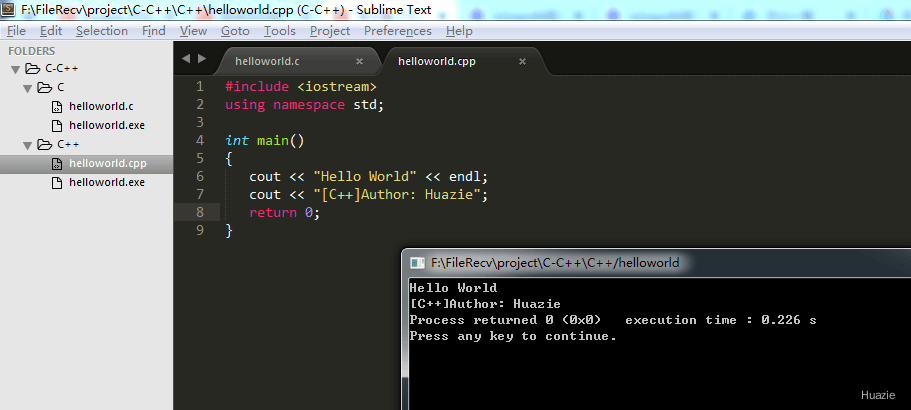 F:\FileRecv\project\C-C++\C++\helloworld.cpp (C-C++) - Sublime Text
File Edit Selection Find View Goto Tools Project Preferences Help
FOLDERS
C-C++
C
helloworld.c
helloworld.exe
C++
helloworld.cpp
helloworld.exe
helloworld.c × helloworld.cpp ×
1 #include <iostream>
2 using namespace std;
3
4 int main()
5 {
6 cout << "Hello World" << endl;
7 cout << "[C++]Author: Huazie";
8 return 0;
9 }
F:\FileRecv\project\C-C++\C++/helloworld
Hello World
[C++]Author: Huazie
Process returned 0 (0x0) execution time : 0.226 s
Press any key to continue.
Huazie